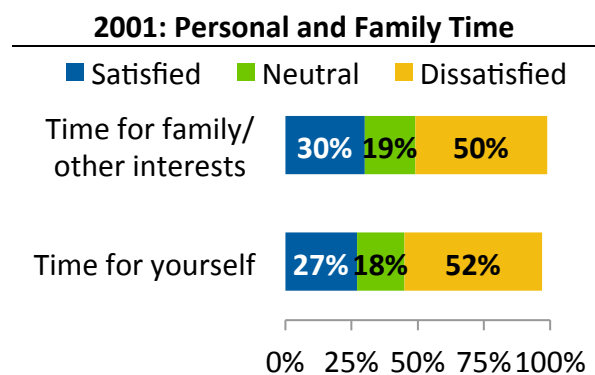 2001: Personal and Family Time
Satisfied Neutral Dissatisfied
Time for family/
other interests
30% 19% 50%
Time for yourself
27% 18% 52%
0% 25% 50% 75% 100%